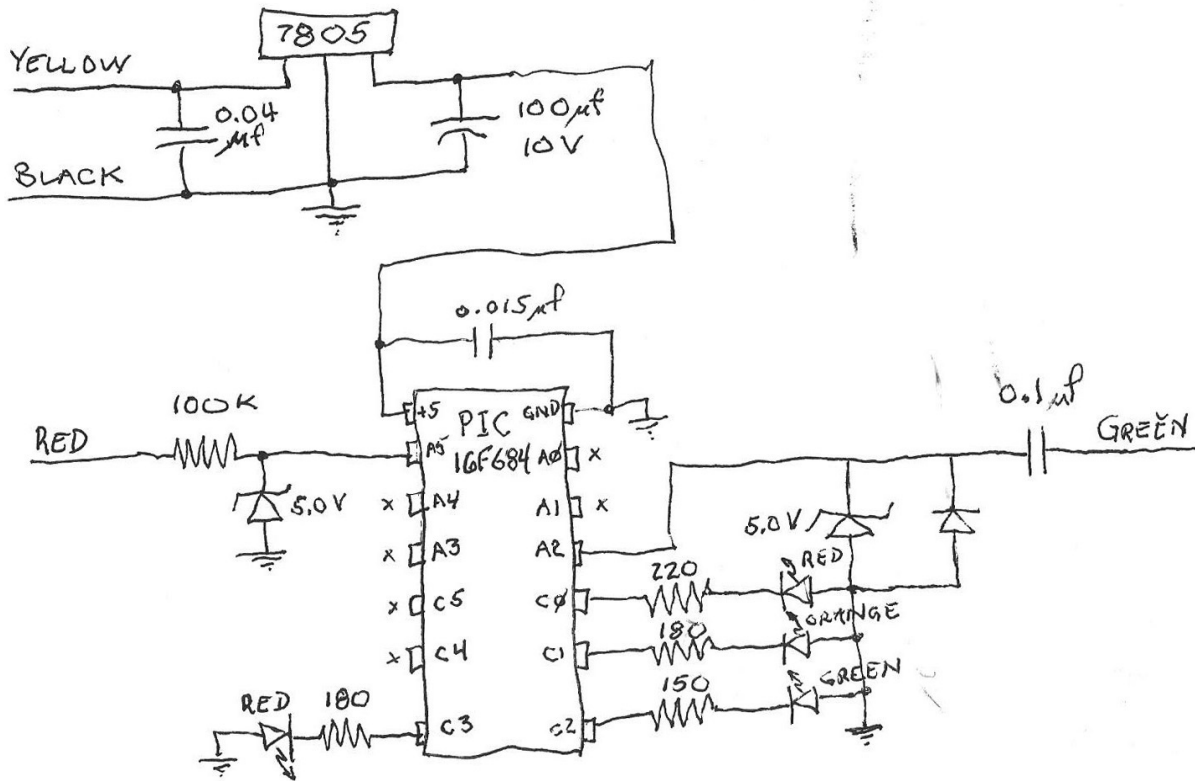 7805
YELLOW
0.04
µf
100µf
10V
BLACK
0.015µf
100K
RED
5.0V
+5
PIC
GND
16F684
A5
A0
x
x A4
A1
x
x A3
A2
x C5
C0
x C4
C1
C3
C2
0.1µf
GREEN
5.0V
220
RED
180
ORANGE
150
GREEN
RED
180